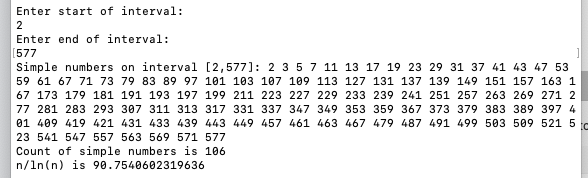 Enter start of interval:
2
Enter end of interval:
[577 ]
Simple numbers on interval [2,577]: 2 3 5 7 11 13 17 19 23 29 31 37 41 43 47 53
59 61 67 71 73 79 83 89 97 101 103 107 109 113 127 131 137 139 149 151 157 163 1
67 173 179 181 191 193 197 199 211 223 227 229 233 239 241 251 257 263 269 271 2
77 281 283 293 307 311 313 317 331 337 347 349 353 359 367 373 379 383 389 397 4
01 409 419 421 431 433 439 443 449 457 461 463 467 479 487 491 499 503 509 521 5
23 541 547 557 563 569 571 577
Count of simple numbers is 106
n/ln(n) is 90.7540602319636